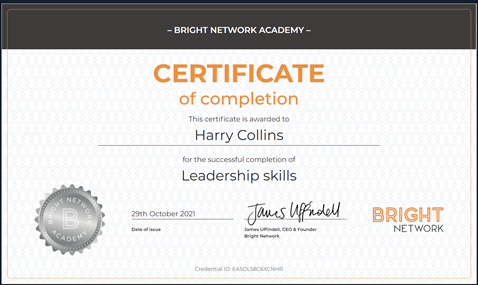 – BRIGHT NETWORK ACADEMY –
CERTIFICATE
of completion
This certificate is awarded to
Harry Collins
for the successful completion of
Leadership skills
BRIGHT NETWORK
B
ACADEMY
29th October 2021
Date of issue
James Uffindell
James Uffindell, CEO & Founder
Bright Network
BRIGHT
NETWORK
Credential ID: